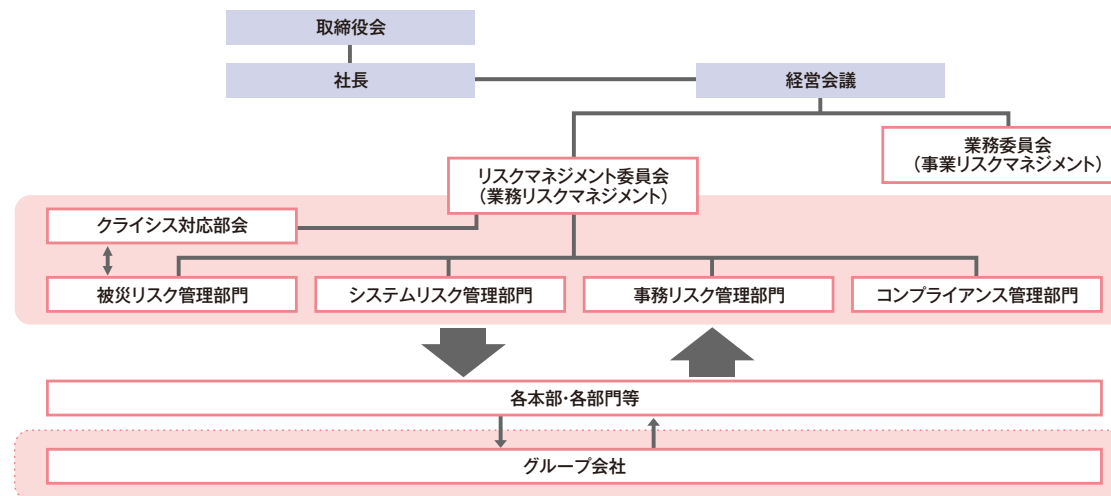 取締役会
社長
経営会議
業務委員会
（事業リスクマネジメント）
リスクマネジメント委員会
（業務リスクマネジメント）
クライシス対応部会
被災リスク管理部門
システムリスク管理部門
事務リスク管理部門
コンプライアンス管理部門
各本部・各部門等
グループ会社